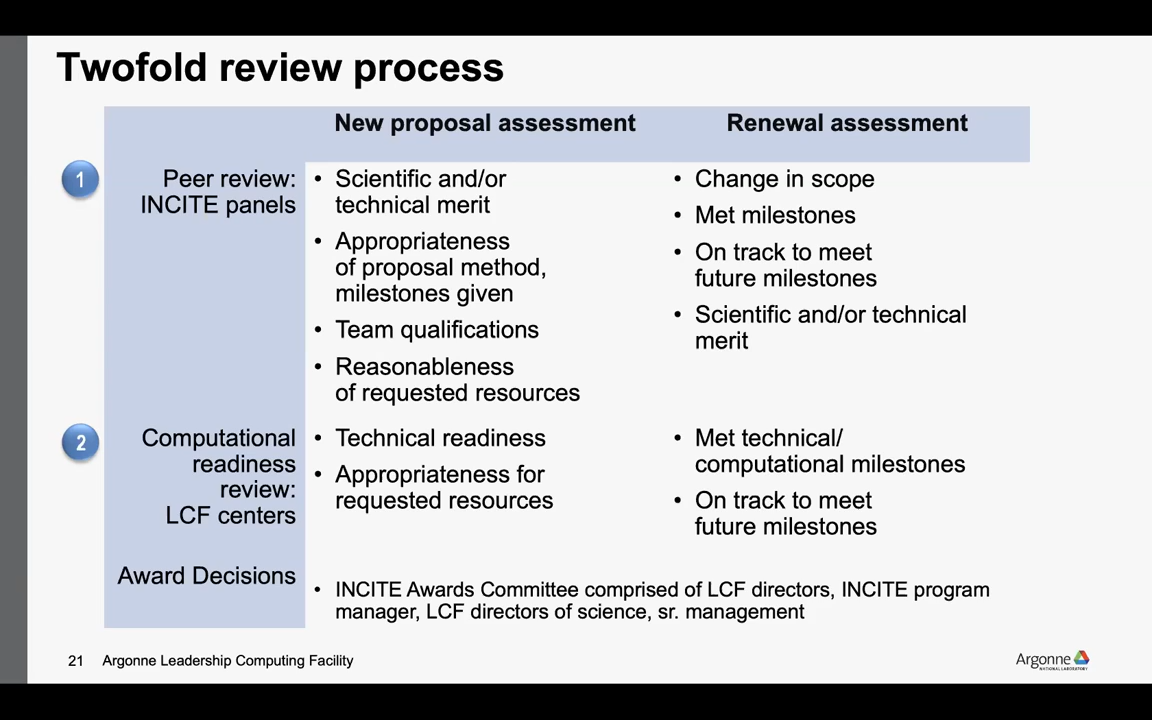 Twofold review process
New proposal assessment
Renewal assessment
1
Peer review:
INCITE panels
• Scientific and/or
technical merit
• Appropriateness
of proposal method,
milestones given
• Team qualifications
• Reasonableness
of requested resources
• Change in scope
• Met milestones
• On track to meet
future milestones
• Scientific and/or technical
merit
2
Computational
readiness
review:
LCF centers
• Technical readiness
• Appropriateness for
requested resources
• Met technical/
computational milestones
• On track to meet
future milestones
Award Decisions
• INCITE Awards Committee comprised of LCF directors, INCITE program
manager, LCF directors of science, sr. management
21 Argonne Leadership Computing Facility
Argonne
NATIONAL LABORATORY